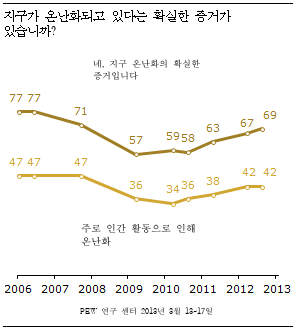 지구가 온난화되고 있다는 확실한 증거가
있습니까?
네, 지구 온난화의 확실한
증거입니다
77 77 71 57 59 58 63 67 69
47 47 47 36 34 36 38 42 42
주로 인간 활동으로 인해
온난화
2006 2007 2008 2009 2010 2011 2012 2013
PEW 연구 센터 2013년 3월 13-17일